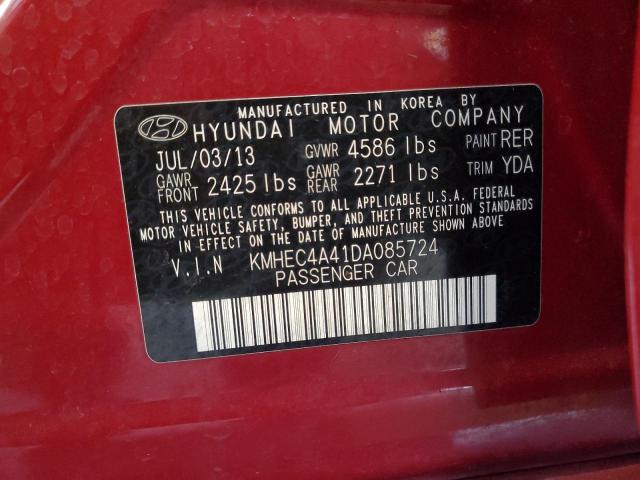 MANUFACTURED IN KOREA BY
HYUNDAI MOTOR COMPANY
JUL/03/13 GVWR 4586 lbs PAINT RER
GAWR FRONT 2425 lbs GAWR REAR 2271 lbs TRIM YDA
THIS VEHICLE CONFORMS TO ALL APPLICABLE U.S.A. FEDERAL
MOTOR VEHICLE SAFETY, BUMPER, AND THEFT PREVENTION STANDARDS
IN EFFECT ON THE DATE OF MANUFACTURE SHOWN ABOVE
V.I.N KMHEC4A41DA085724
PASSENGER CAR